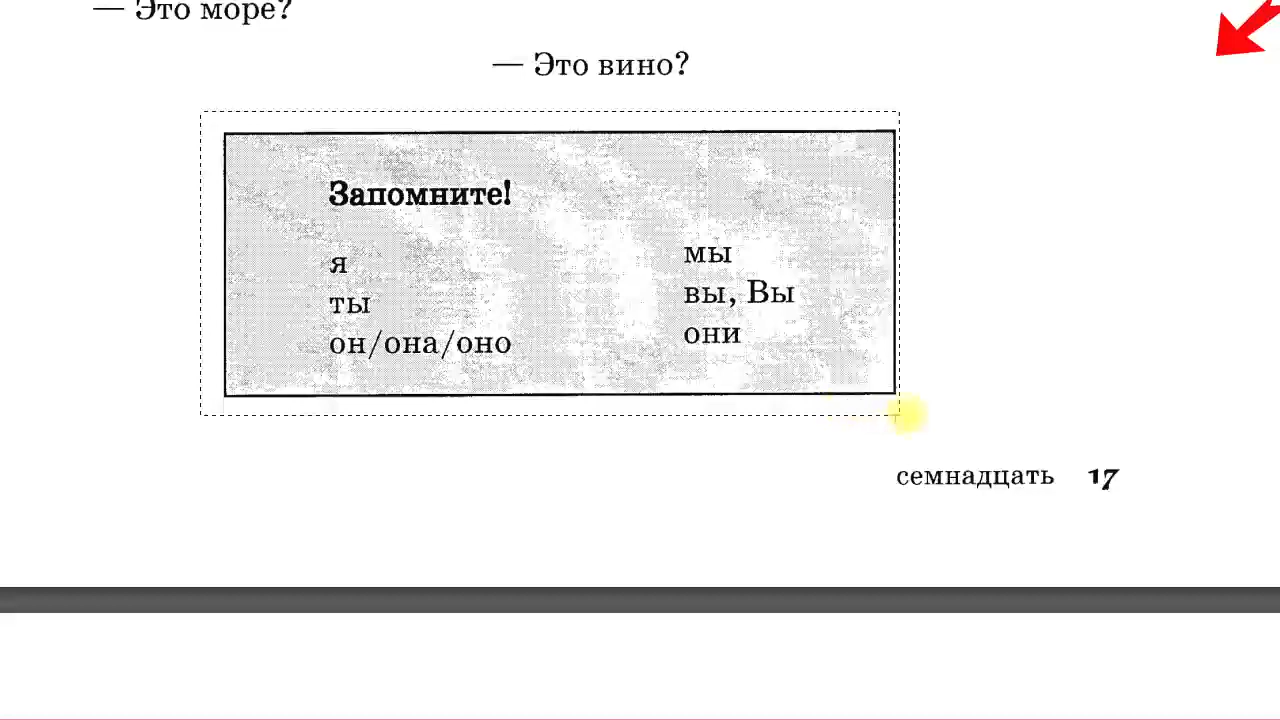 — Это море?
— Это вино?
Запомните!
я
ты
он/она/оно
мы
вы, Вы
они
семнадцать 17